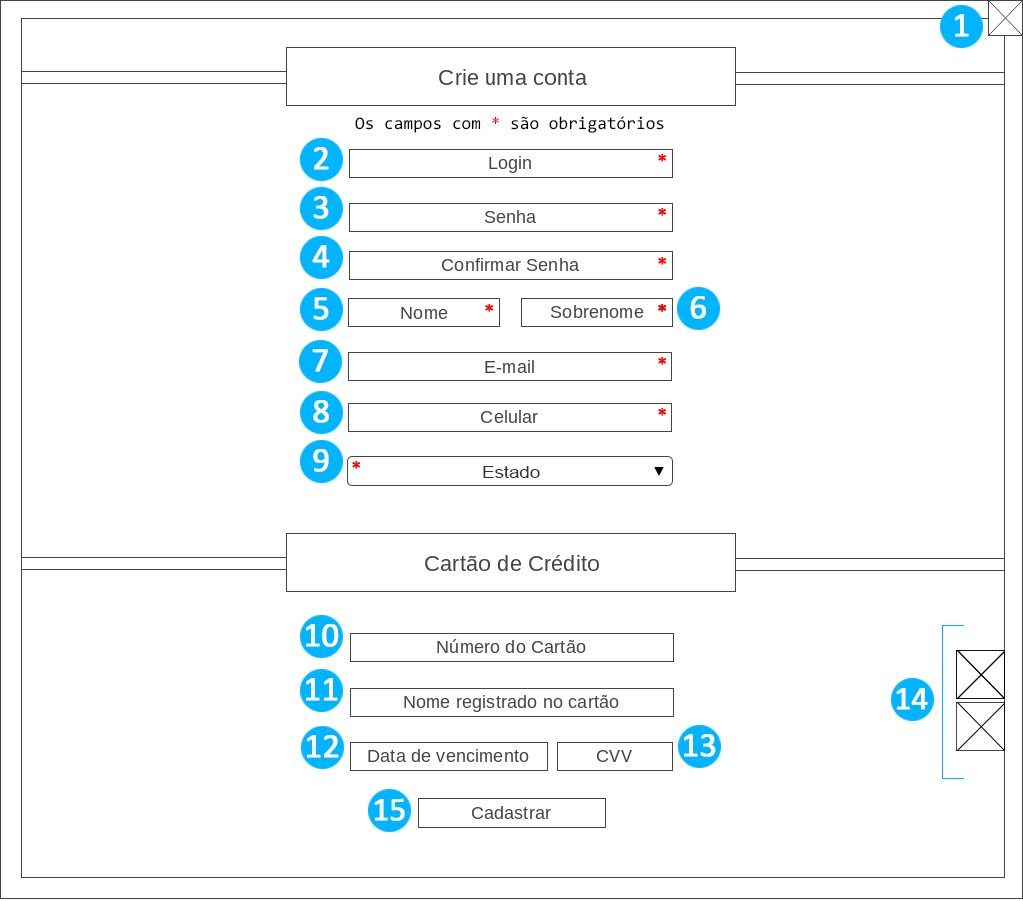 1
Crie uma conta
Os campos com * são obrigatórios
2 Login *
3 Senha *
4 Confirmar Senha *
5 Nome * Sobrenome * 6
7 E-mail *
8 Celular *
9 * Estado ▼
Cartão de Crédito
10 Número do Cartão
11 Nome registrado no cartão
14
12 Data de vencimento CVV 13
15 Cadastrar